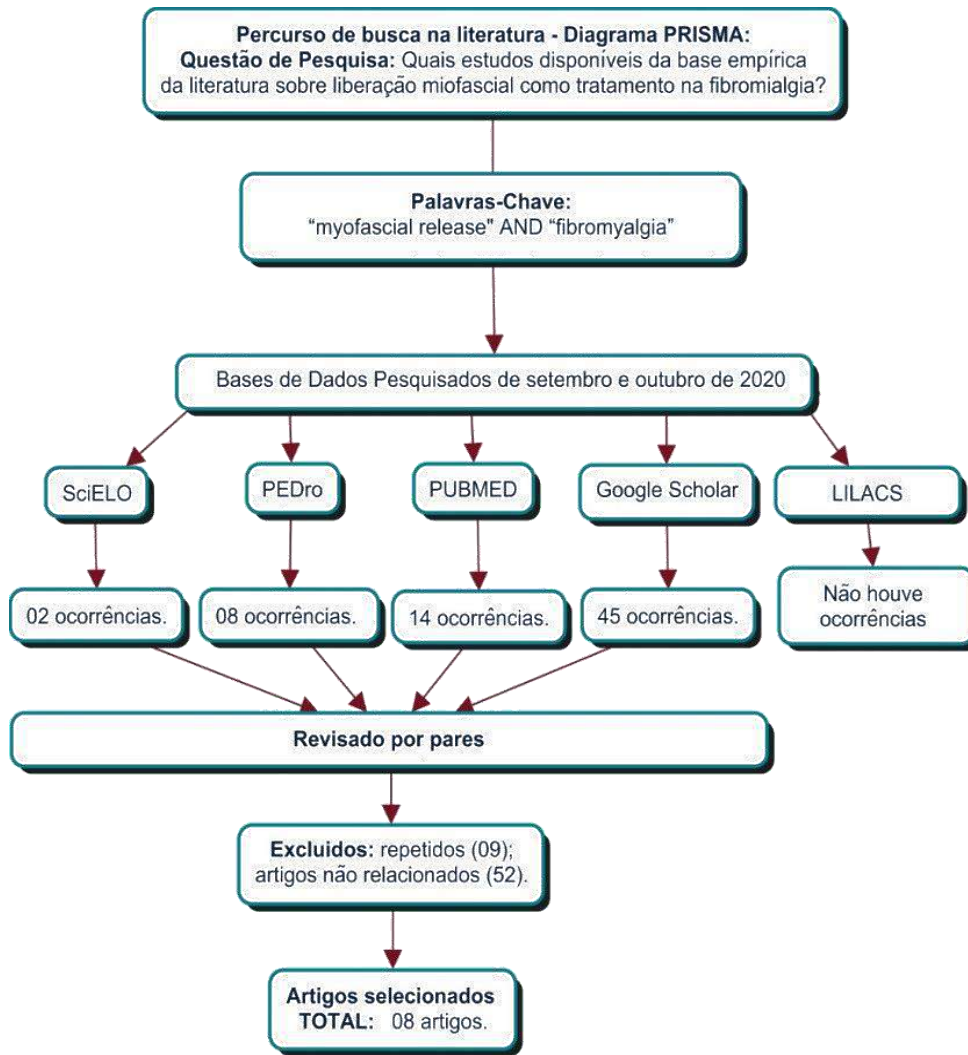 Percurso de busca na literatura - Diagrama PRISMA:
Questão de Pesquisa: Quais estudos disponíveis da base empírica
da literatura sobre liberação miofascial como tratamento na fibromialgia?
Palavras-Chave:
“myofascial release" AND “fibromyalgia”
Bases de Dados Pesquisados de setembro e outubro de 2020
SciELO
PEDro
PUBMED
Google Scholar
LILACS
02 ocorrências.
08 ocorrências.
14 ocorrências.
45 ocorrências.
Não houve
ocorrências
Revisado por pares
Excluidos: repetidos (09);
artigos não relacionados (52).
Artigos selecionados
TOTAL: 08 artigos.